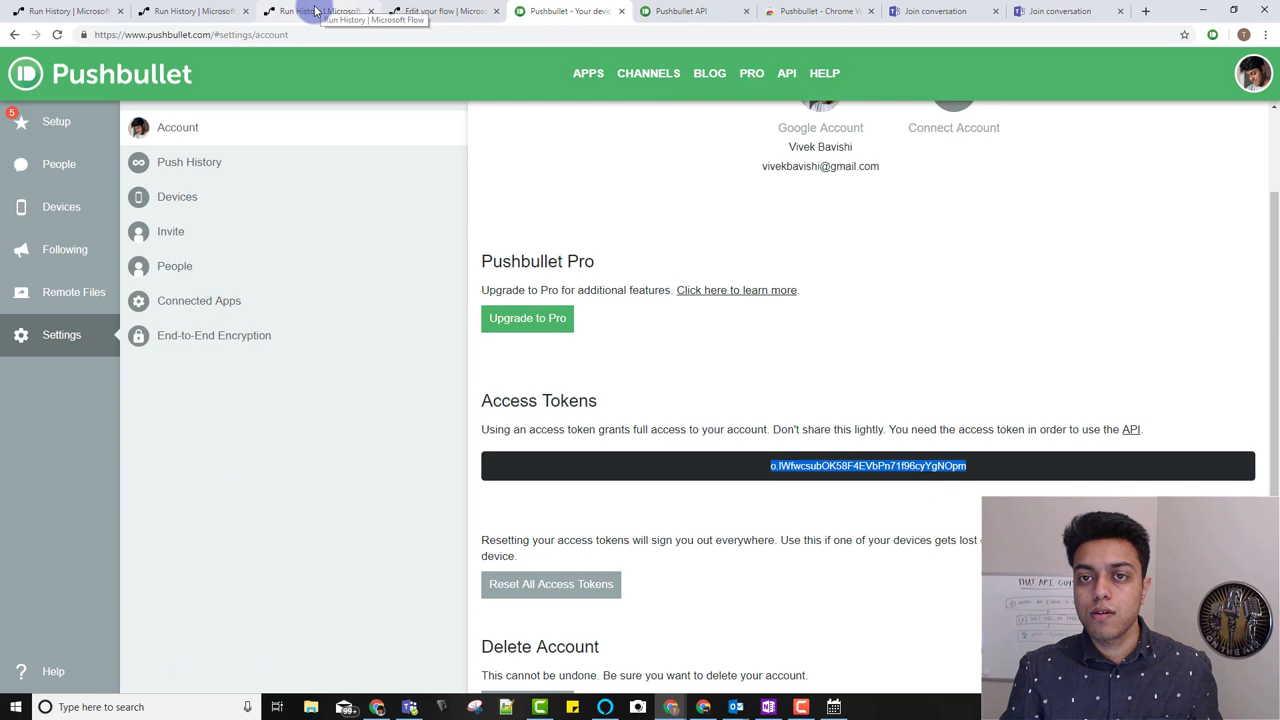 Run History | Microsoft
Run History | Microsoft
Run History | Microsoft
Edit your flow | Microsoft
Pushbullet - Your devi
Pushbullet API
Pushbullet - Chrome W
Join conversation
Join conversation
Run History | Microsoft Flow
https://www.pushbullet.com/#settings/account
T
Pushbullet
APPS CHANNELS BLOG PRO API HELP
5
Setup
People
Devices
Following
Remote Files
Settings
Help
Account
Push History
Devices
Invite
People
Connected Apps
End-to-End Encryption
Google Account
Connect Account
Vivek Bavishi
vivekbavishi@gmail.com
Pushbullet Pro
Upgrade to Pro for additional features. Click here to learn more.
Upgrade to Pro
Access Tokens
Using an access token grants full access to your account. Don't share this lightly. You need the access token in order to use the API.
o.lWfwcsubOK58F4EVbPn71f96cyYgNOpm
Resetting your access tokens will sign you out everywhere. Use this if one of your devices gets lost
device.
Reset All Access Tokens
Delete Account
This cannot be undone. Be sure you want to delete your account.
THAT API GUY
Type here to search
99+